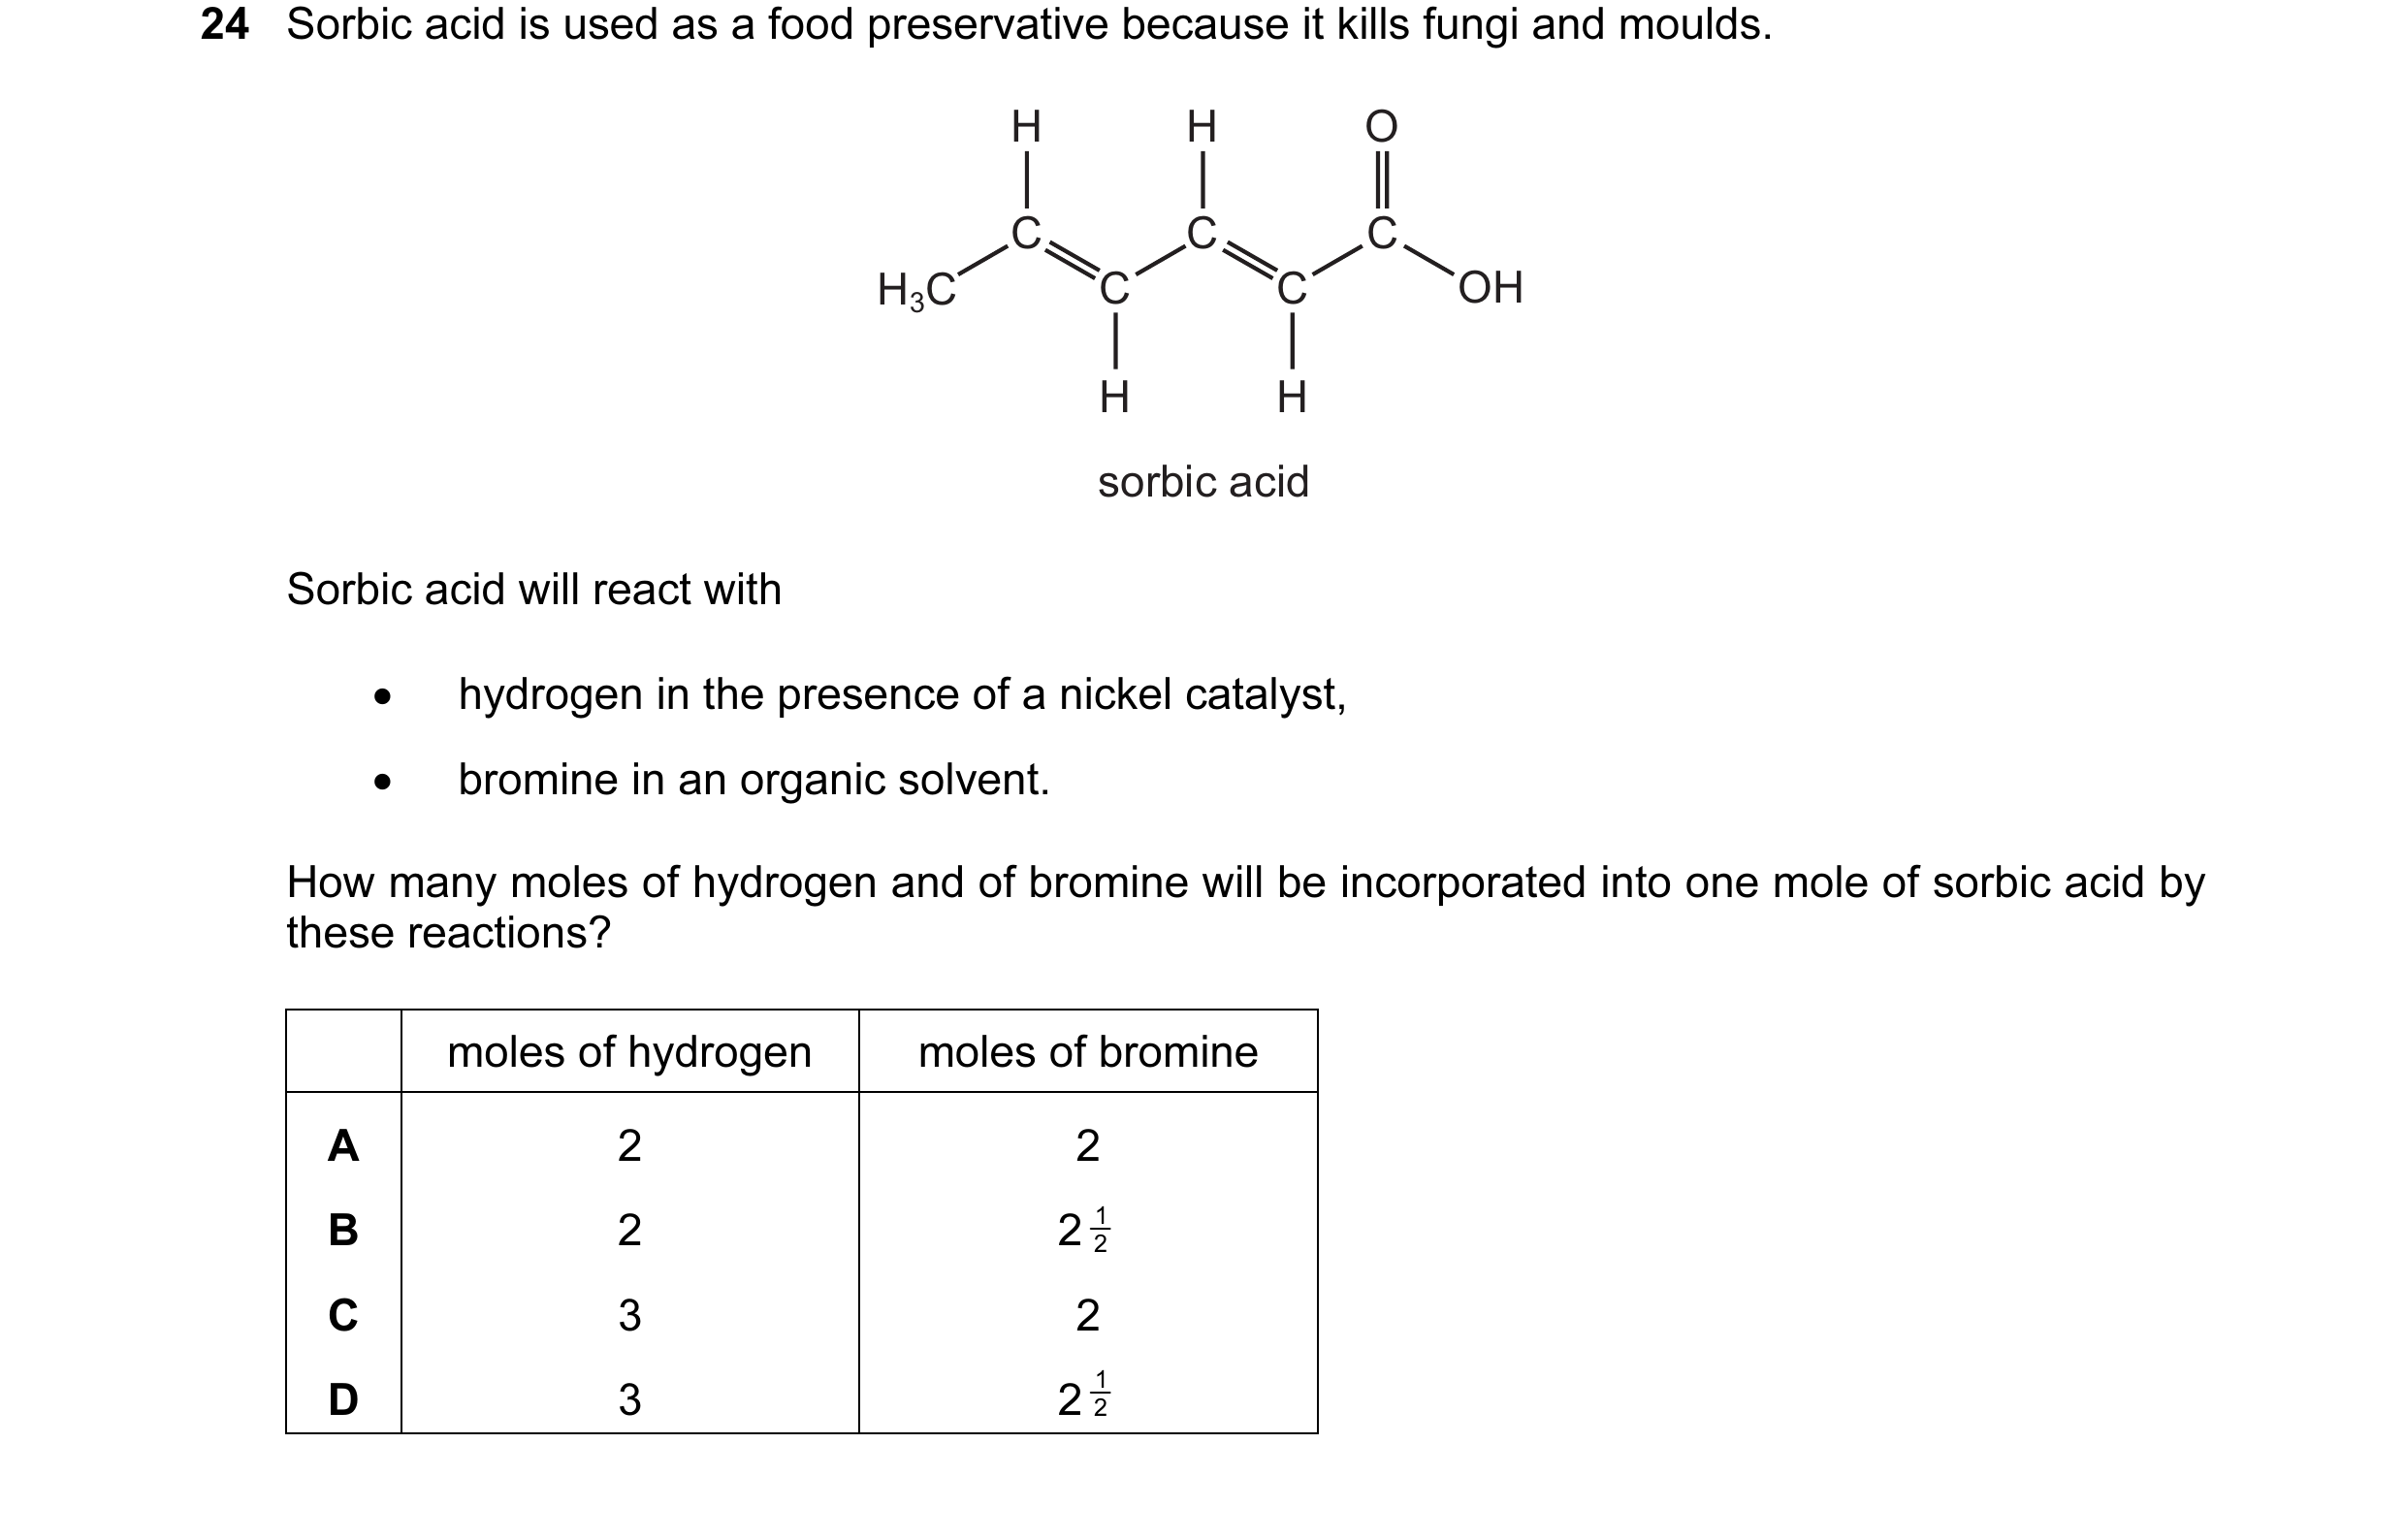 24 Sorbic acid is used as a food preservative because it kills fungi and moulds.
H H O
C C C
H₃C C C OH
H H
sorbic acid
Sorbic acid will react with
• hydrogen in the presence of a nickel catalyst,
• bromine in an organic solvent.
How many moles of hydrogen and of bromine will be incorporated into one mole of sorbic acid by
these reactions?
moles of hydrogen moles of bromine
A 2 2
B 2 2 1/2
C 3 2
D 3 2 1/2